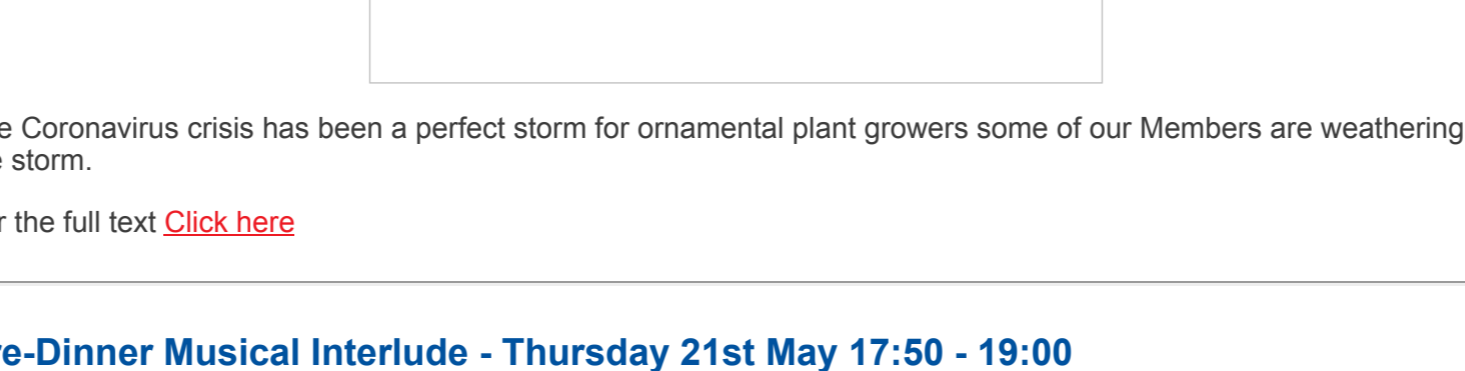 e Coronavirus crisis has been a perfect storm for ornamental plant growers some of our Members are weathering
e storm.
r the full text Click here
re-Dinner Musical Interlude - Thursday 21st May 17:50 - 19:00